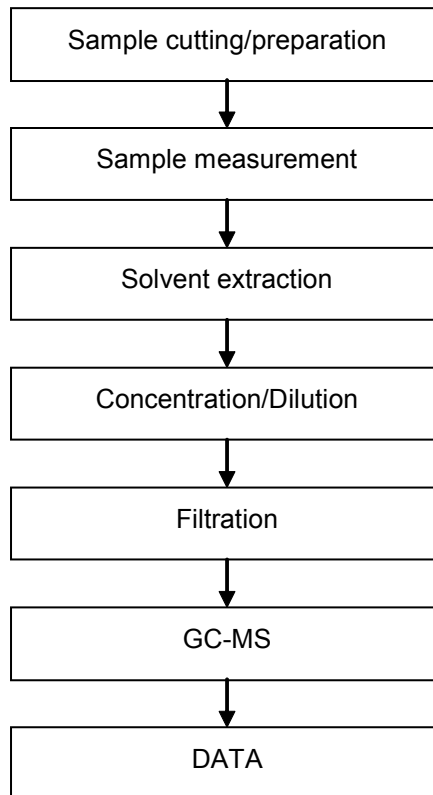 Sample cutting/preparation
Sample measurement
Solvent extraction
Concentration/Dilution
Filtration
GC-MS
DATA